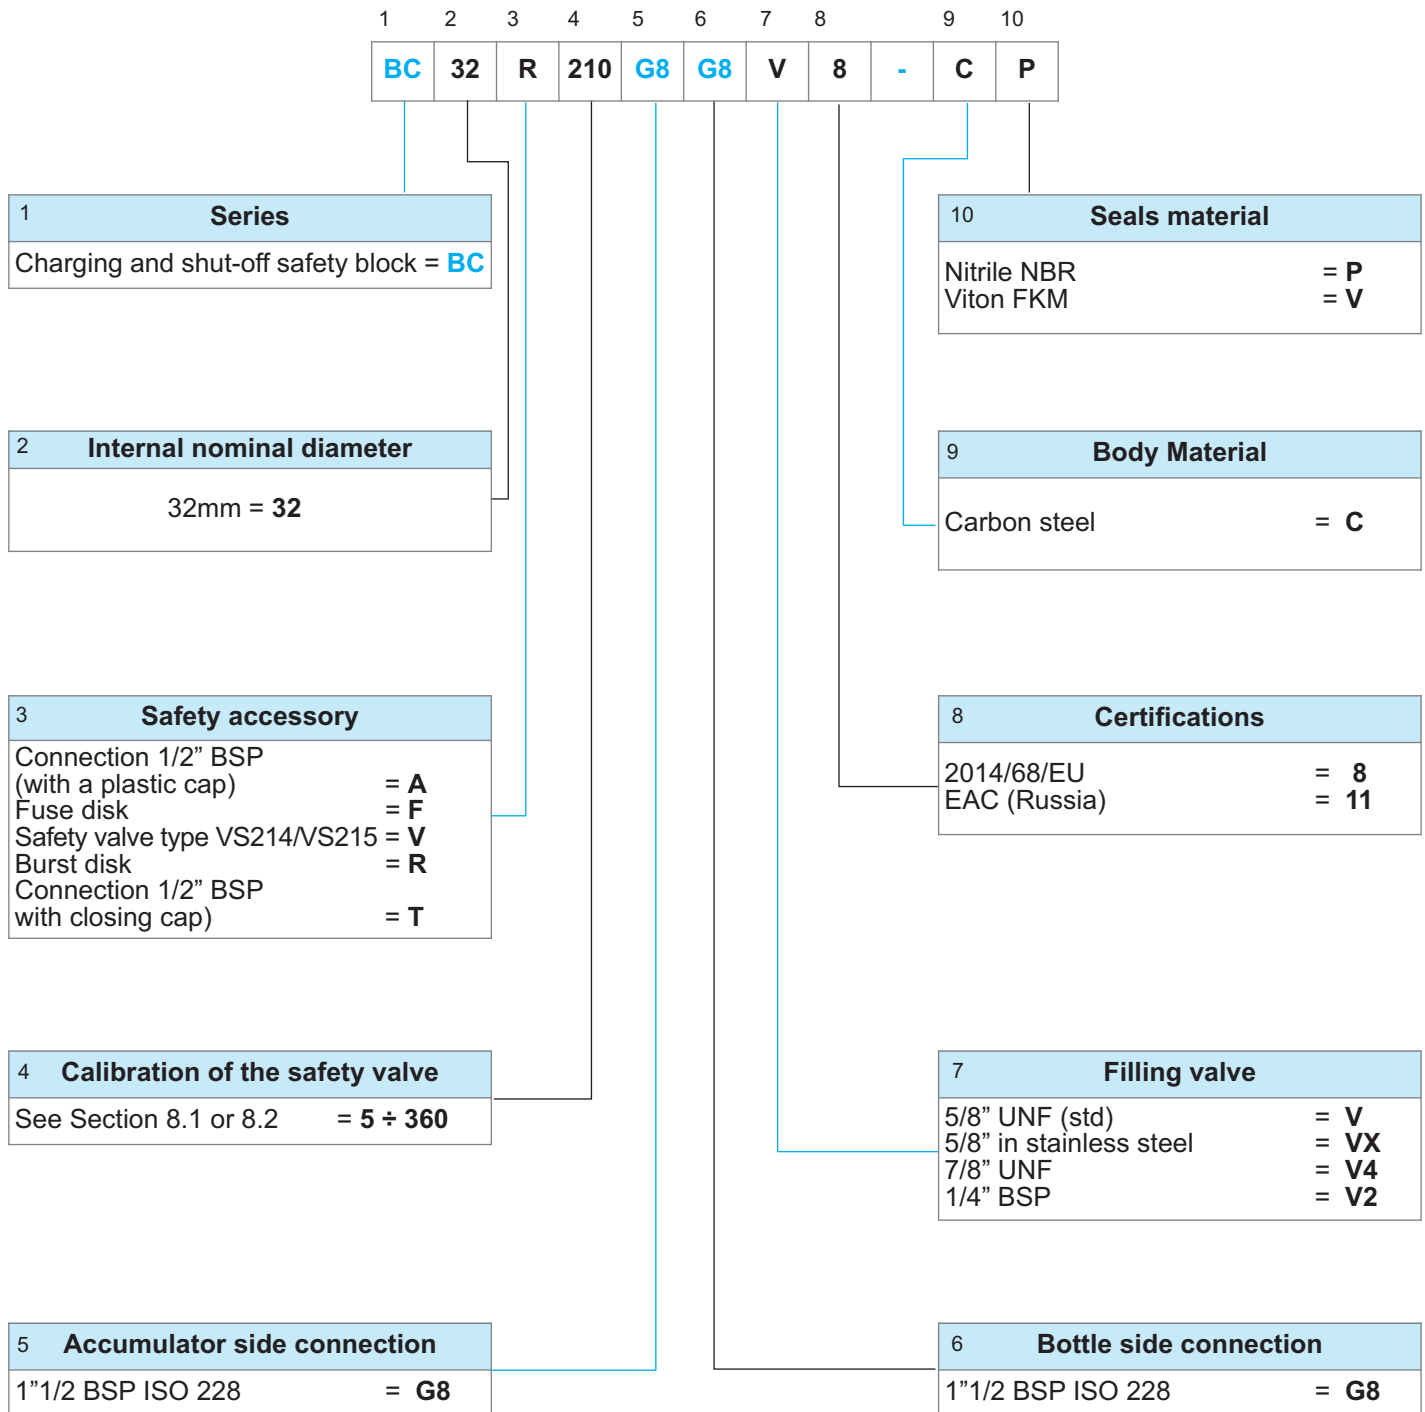 1 2 3 4 5 6 7 8 9 10
BC 32 R 210 G8 G8 V 8 - C P
1 Series
Charging and shut-off safety block = BC
10 Seals material
Nitrile NBR = P
Viton FKM = V
2 Internal nominal diameter
32mm = 32
9 Body Material
Carbon steel = C
3 Safety accessory
Connection 1/2” BSP
(with a plastic cap) = A
Fuse disk = F
Safety valve type VS214/VS215 = V
Burst disk = R
Connection 1/2” BSP
with closing cap) = T
8 Certifications
2014/68/EU = 8
EAC (Russia) = 11
4 Calibration of the safety valve
See Section 8.1 or 8.2 = 5 ÷ 360
7 Filling valve
5/8” UNF (std) = V
5/8” in stainless steel = VX
7/8” UNF = V4
1/4” BSP = V2
5 Accumulator side connection
1”1/2 BSP ISO 228 = G8
6 Bottle side connection
1”1/2 BSP ISO 228 = G8